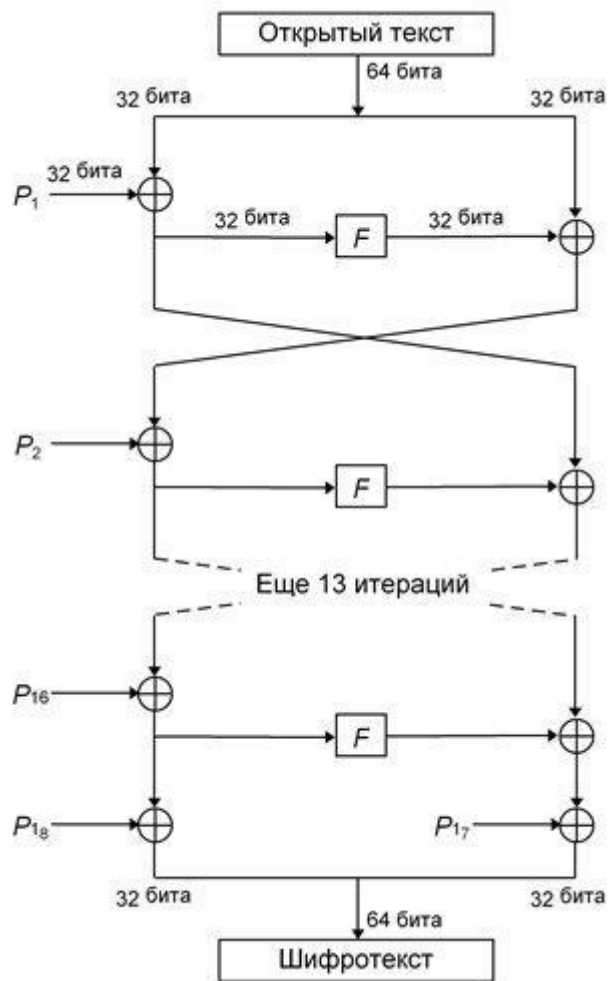 Открытый текст
64 бита
32 бита
32 бита
32 бита
P1
32 бита
F
32 бита
P2
F
Еще 13 итераций
P16
F
P18
P17
32 бита
32 бита
64 бита
Шифротекст